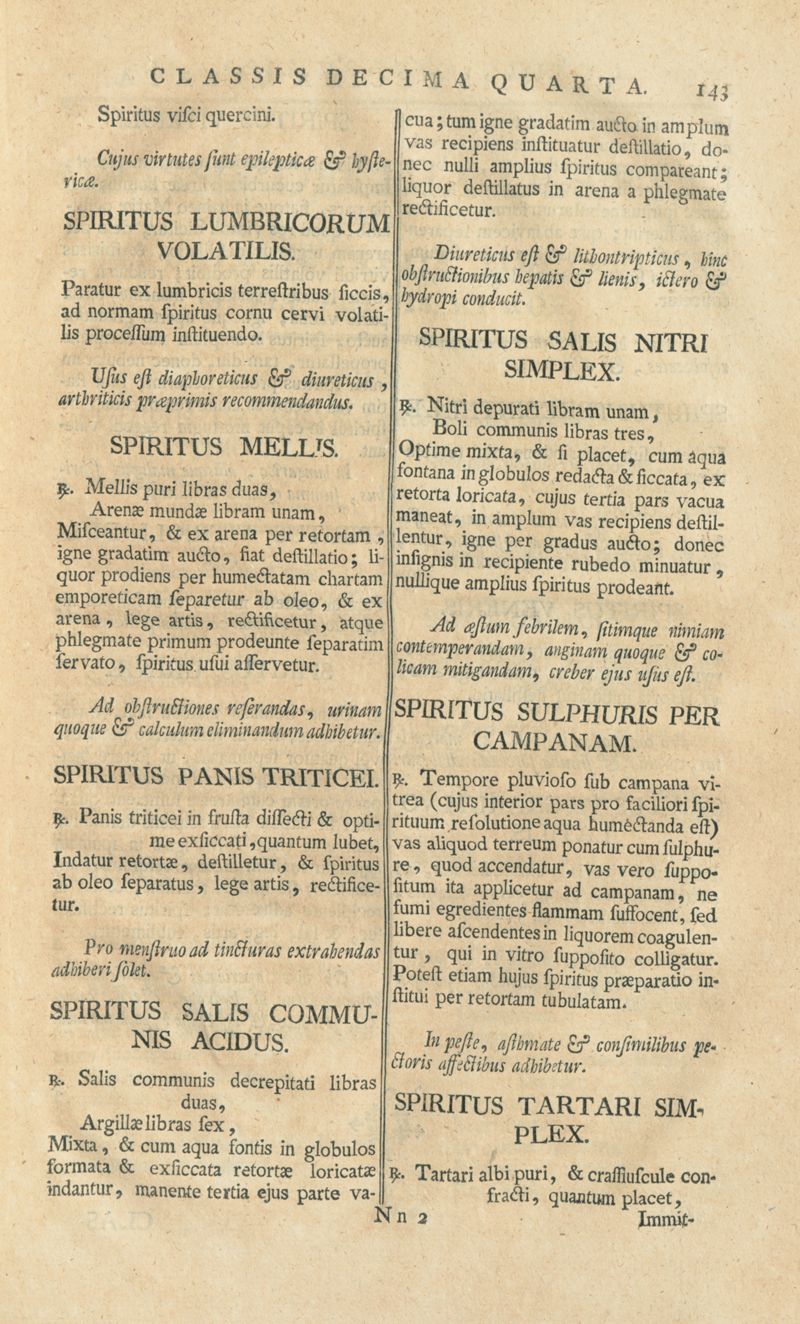 CLASSIS DECIMA QUARTA. 143
Spiritus viſci quercini.
Cujus virtutes ſunt epilepticæ & hyſte-
ricæ.
SPIRITUS LUMBRICORUM
VOLATILIS.
Paratur ex lumbricis terreſtribus ſiccis,
ad normam ſpiritus cornu cervi volati-
lis proceſſum inſtituendo.
Uſus eſt diaphoreticus & diureticus ,
arthriticis præprimis recommendandus.
SPIRITUS MELLIS.
℞. Mellis puri libras duas,
Arenæ mundæ libram unam,
Miſceantur, & ex arena per retortam ,
igne gradatim aucto, fiat deſtillatio; li-
quor prodiens per humectatam chartam
emporeticam ſeparetur ab oleo, & ex
arena, lege artis, rectificetur, atque
phlegmate primum prodeunte ſeparatim
ſervato, ſpiritus uſui aſſervetur.
Ad obſtructiones reſerandas, urinam
quoque & calculum eliminandum adhibetur.
SPIRITUS PANIS TRITICEI.
℞. Panis triticei in fruſta diſſecti & opti-
me exſiccati, quantum lubet,
Indatur retortæ, deſtilletur, & ſpiritus
ab oleo ſeparatus, lege artis, rectifice-
tur.
Pro menſtruo ad tincturas extrahendas
adhiberi ſolet.
SPIRITUS SALIS COMMU-
NIS ACIDUS.
℞. Salis communis decrepitati libras
duas,
Argillæ libras ſex,
Mixta, & cum aqua fontis in globulos
formata & exſiccata retortæ loricatæ
indantur, manente tertia ejus parte va-
cua; tum igne gradatim aucto in amplum
vas recipiens inſtituatur deſtillatio, do-
nec nulli amplius ſpiritus compareant;
liquor deſtillatus in arena a phlegmate
rectificetur.
Diureticus eſt & lithontripticus, hinc
obſtructionibus hepatis & lienis, ictero &
hydropi conducit.
SPIRITUS SALIS NITRI
SIMPLEX.
℞. Nitri depurati libram unam,
Boli communis libras tres,
Optime mixta, & ſi placet, cum aqua
fontana in globulos redacta & ſiccata, ex
retorta loricata, cujus tertia pars vacua
maneat, in amplum vas recipiens deſtil-
lentur, igne per gradus aucto; donec
inſignis in recipiente rubedo minuatur,
nullique amplius ſpiritus prodeant.
Ad æſtum febrilem, ſitimque nimiam
contemperandam, anginam quoque & co-
licam mitigandam, creber ejus uſus eſt.
SPIRITUS SULPHURIS PER
CAMPANAM.
℞. Tempore pluvioſo ſub campana vi-
trea (cujus interior pars pro faciliori ſpi-
rituum reſolutione aqua humectanda eſt)
vas aliquod terreum ponatur cum ſulphu-
re, quod accendatur, vas vero ſuppo-
ſitum ita applicetur ad campanam, ne
fumi egredientes flammam ſuffocent, ſed
libere aſcendentes in liquorem coagulen-
tur, qui in vitro ſuppoſito colligatur.
Poteſt etiam hujus ſpiritus præparatio in-
ſtitui per retortam tubulatam.
In peſte, aſthmate & conſimilibus pe-
ctoris affectibus adhibetur.
SPIRITUS TARTARI SIM-
PLEX.
℞. Tartari albi puri, & craſſiuſcule con-
fracti, quantum placet,
Nn 2 Immit-